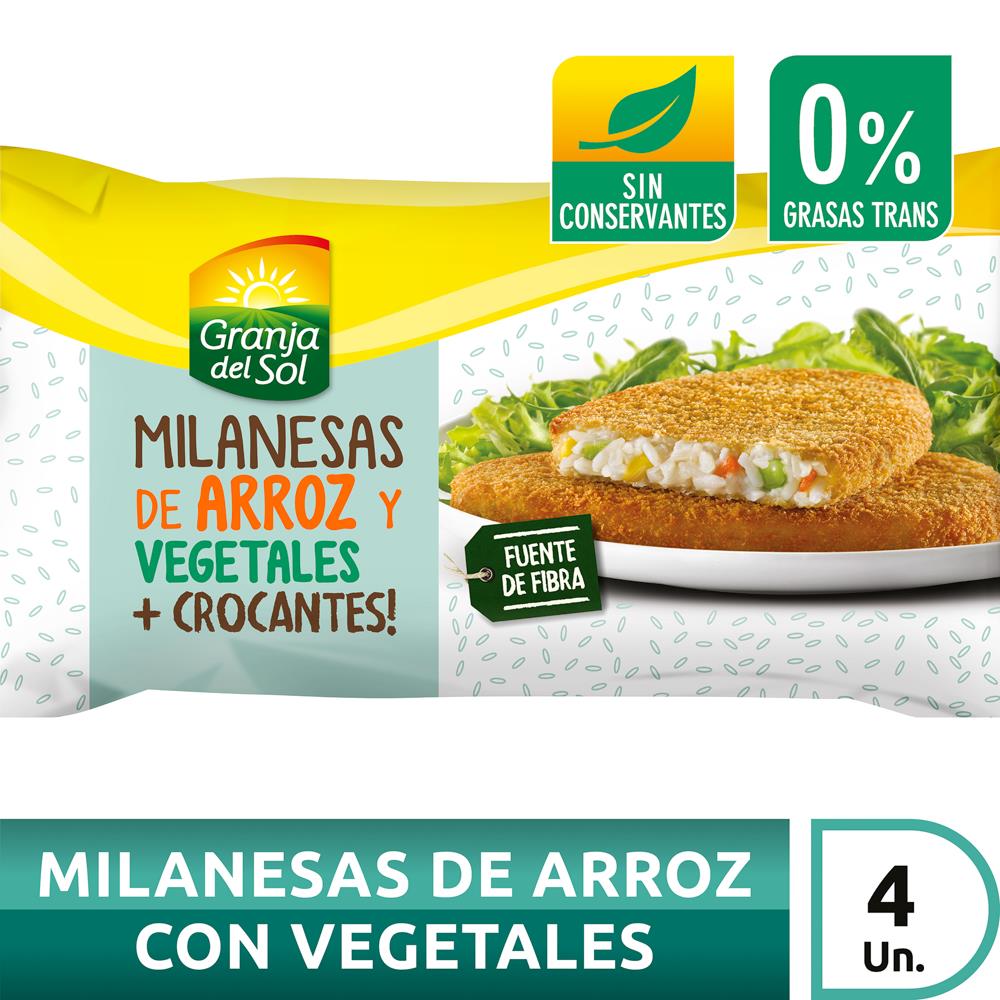 SIN
CONSERVANTES
0%
GRASAS TRANS
Granja
del Sol
MILANESAS
DE ARROZ Y
VEGETALES
+ CROCANTES!
FUENTE
DE FIBRA
MILANESAS DE ARROZ
CON VEGETALES
4
Un.